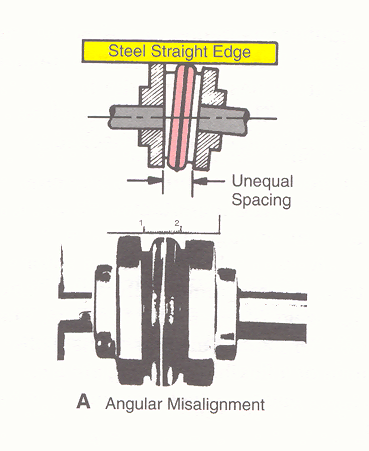 Steel Straight Edge
Unequal
Spacing
1 2
A Angular Misalignment